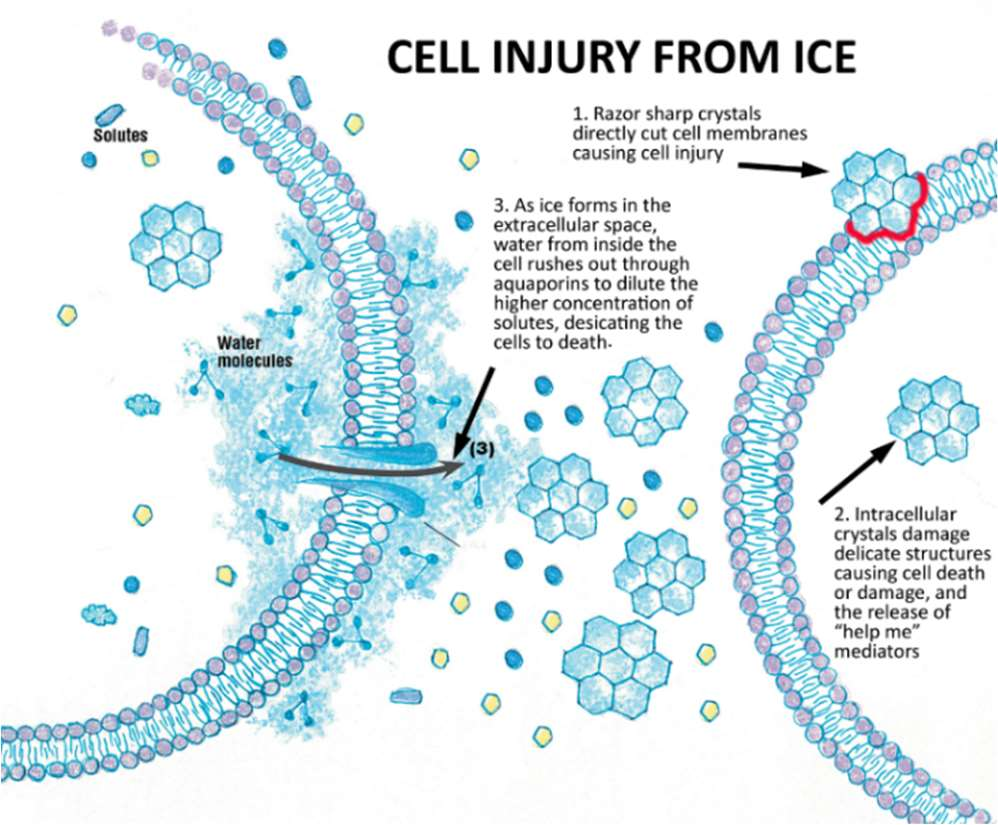 CELL INJURY FROM ICE
1. Razor sharp crystals
directly cut cell membranes
causing cell injury
Solutes
3. As ice forms in the
extracellular space,
water from inside the
cell rushes out through
aquaporins to dilute the
higher concentration of
solutes, desicating the
cells to death.
Water
molecules
(3)
2. Intracellular
crystals damage
delicate structures
causing cell death
or damage, and
the release of
“help me”
mediators